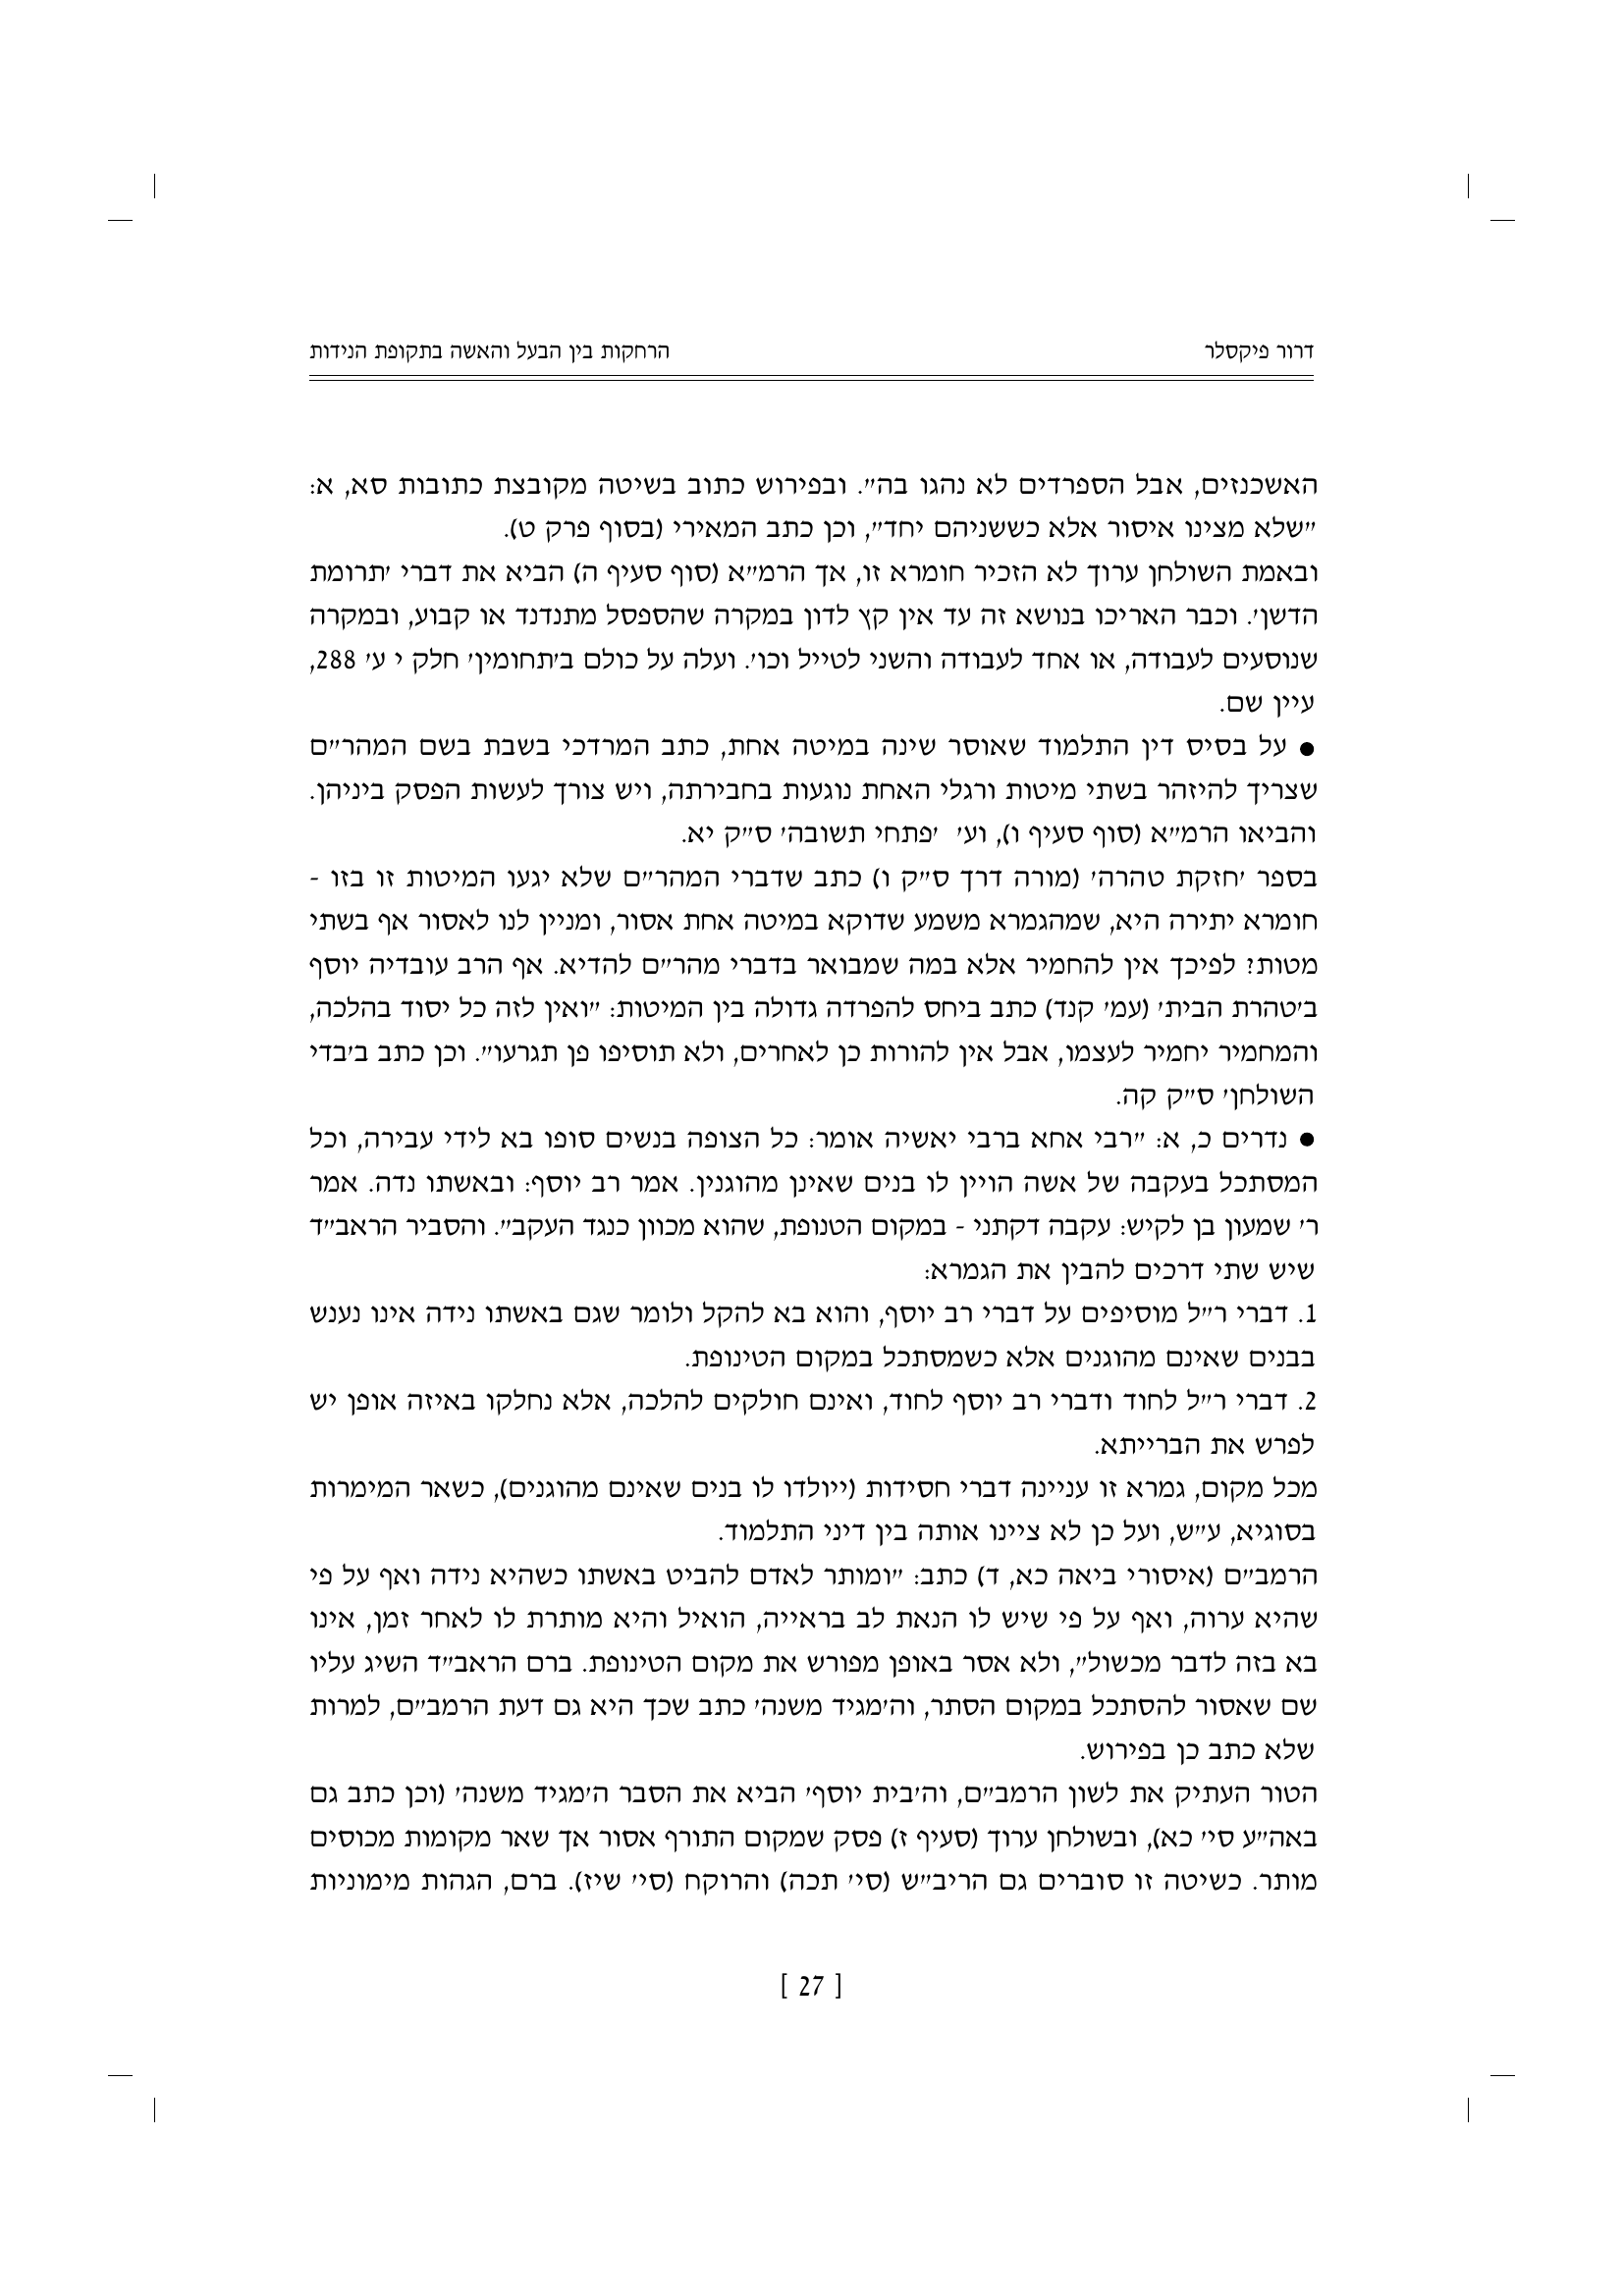 דרור פיקסלר
הרחקות בין הבעל והאשה בתקופת הנידות
האשכנזים, אבל הספרדים לא נהגו בה״. ובפירוש כתוב בשיטה מקובצת כתובות סא, א:
״שלא מצינו איסור אלא כששניהם יחד״, וכן כתב המאירי (בסוף פרק ט).
ובאמת השולחן ערוך לא הזכיר חומרא זו, אך הרמ״א (סוף סעיף ה) הביא את דברי ׳תרומת
הדשן׳. וכבר האריכו בנושא זה עד אין קץ לדון במקרה שהספסל מתנדנד או קבוע, ובמקרה
שנוסעים לעבודה, או אחד לעבודה והשני לטייל וכו׳. ועלה על כולם ב׳תחומין׳ חלק י ע׳ 288,
עיין שם.
● על בסיס דין התלמוד שאוסר שינה במיטה אחת, כתב המרדכי בשבת בשם המהר״ם
שצריך להיזהר בשתי מיטות ורגלי האחת נוגעות בחבירתה, ויש צורך לעשות הפסק ביניהן.
והביאו הרמ״א (סוף סעיף ו), וע׳ ׳פתחי תשובה׳ ס״ק יא.
בספר ׳חזקת טהרה׳ (מורה דרך ס״ק ו) כתב שדברי המהר״ם שלא יגעו המיטות זו בזו -
חומרא יתירה היא, שמהגמרא משמע שדוקא במיטה אחת אסור, ומניין לנו לאסור אף בשתי
מטות? לפיכך אין להחמיר אלא במה שמבואר בדברי מהר״ם להדיא. אף הרב עובדיה יוסף
ב׳טהרת הבית׳ (עמ׳ קנד) כתב ביחס להפרדה גדולה בין המיטות: ״ואין לזה כל יסוד בהלכה,
והמחמיר יחמיר לעצמו, אבל אין להורות כן לאחרים, ולא תוסיפו פן תגרעו״. וכן כתב ב׳בדי
השולחן׳ ס״ק קה.
● נדרים כ, א: ״רבי אחא ברבי יאשיה אומר: כל הצופה בנשים סופו בא לידי עבירה, וכל
המסתכל בעקבה של אשה הויין לו בנים שאינן מהוגנין. אמר רב יוסף: ובאשתו נדה. אמר
ר׳ שמעון בן לקיש: עקבה דקתני - במקום הטנופת, שהוא מכוון כנגד העקב״. והסביר הראב״ד
שיש שתי דרכים להבין את הגמרא:
1. דברי ר״ל מוסיפים על דברי רב יוסף, והוא בא להקל ולומר שגם באשתו נידה אינו נענש
בבנים שאינם מהוגנים אלא כשמסתכל במקום הטינופת.
2. דברי ר״ל לחוד ודברי רב יוסף לחוד, ואינם חולקים להלכה, אלא נחלקו באיזה אופן יש
לפרש את הברייתא.
מכל מקום, גמרא זו עניינה דברי חסידות (ייולדו לו בנים שאינם מהוגנים), כשאר המימרות
בסוגיא, ע״ש, ועל כן לא ציינו אותה בין דיני התלמוד.
הרמב״ם (איסורי ביאה כא, ד) כתב: ״ומותר לאדם להביט באשתו כשהיא נידה ואף על פי
שהיא ערוה, ואף על פי שיש לו הנאת לב בראייה, הואיל והיא מותרת לו לאחר זמן, אינו
בא בזה לדבר מכשול״, ולא אסר באופן מפורש את מקום הטינופת. ברם הראב״ד השיג עליו
שם שאסור להסתכל במקום הסתר, וה׳מגיד משנה׳ כתב שכך היא גם דעת הרמב״ם, למרות
שלא כתב כן בפירוש.
הטור העתיק את לשון הרמב״ם, וה׳בית יוסף׳ הביא את הסבר ה׳מגיד משנה׳ (וכן כתב גם
באה״ע סי׳ כא), ובשולחן ערוך (סעיף ז) פסק שמקום התורף אסור אך שאר מקומות מכוסים
מותר. כשיטה זו סוברים גם הריב״ש (סי׳ תכה) והרוקח (סי׳ שיז). ברם, הגהות מימוניות
[ 27 ]